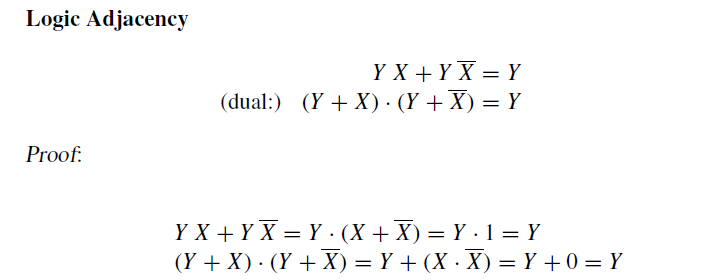 Logic Adjacency
Y X + Y X̅ = Y
(dual:) (Y + X) · (Y + X̅) = Y
Proof:
Y X + Y X̅ = Y · (X + X̅) = Y · 1 = Y
(Y + X) · (Y + X̅) = Y + (X · X̅) = Y + 0 = Y